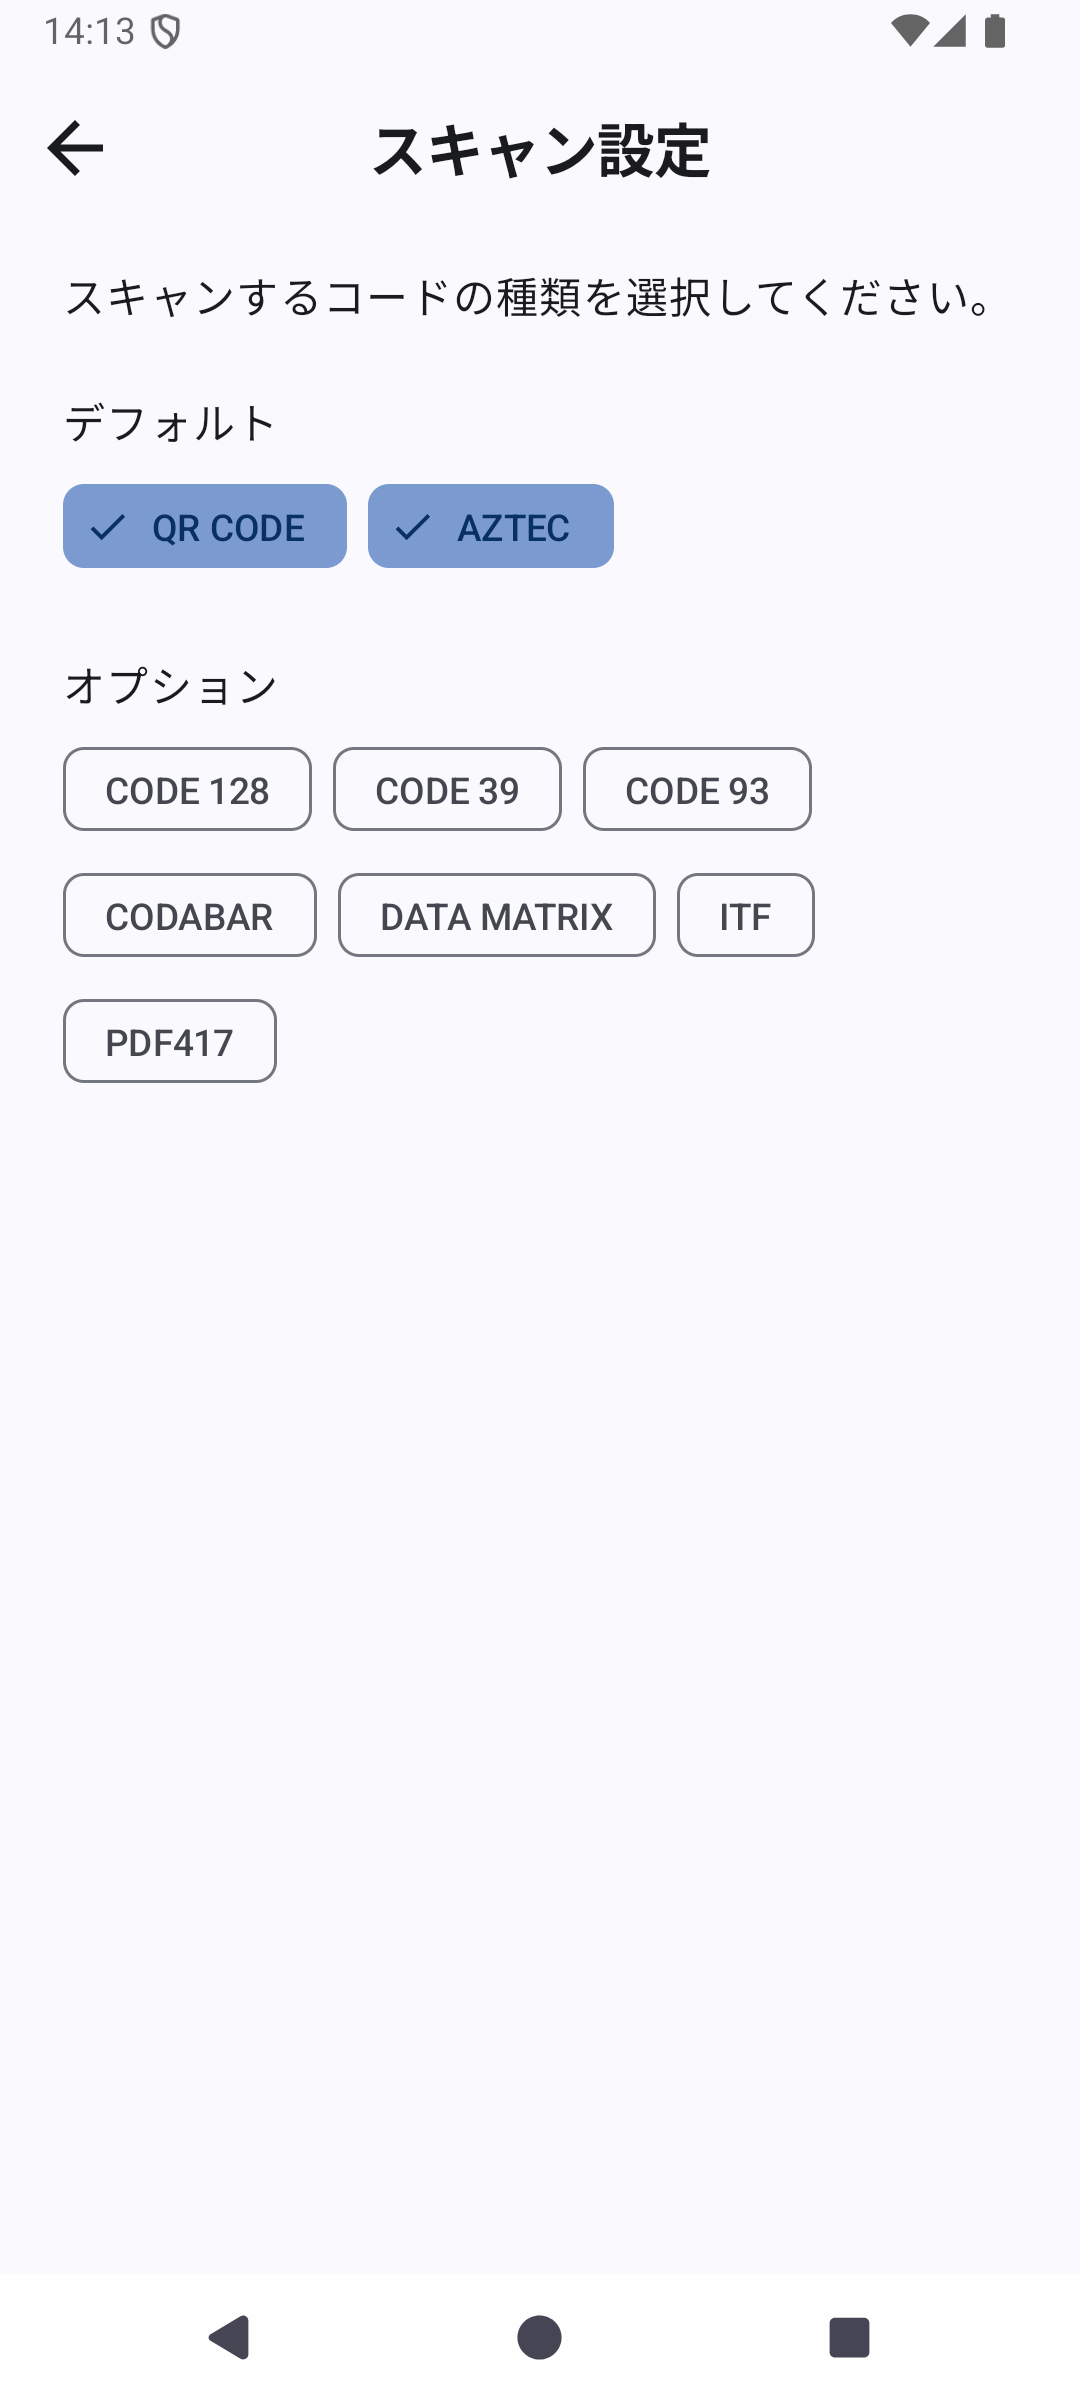 14:13
スキャン設定
スキャンするコードの種類を選択してください。
デフォルト
QR CODE AZTEC
オプション
CODE 128 CODE 39 CODE 93
CODABAR DATA MATRIX ITF
PDF417